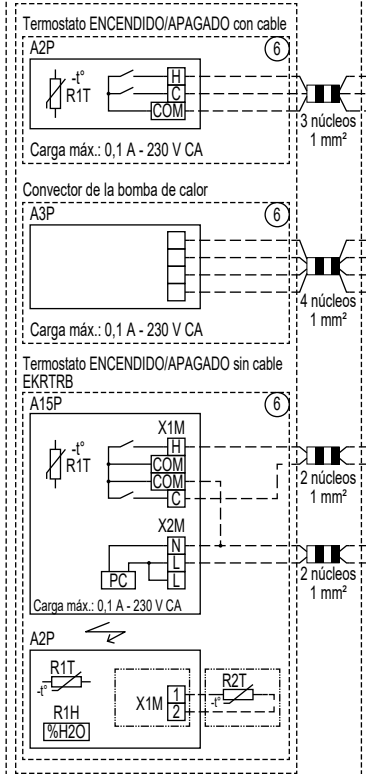 Termostato ENCENDIDO/APAGADO con cable
A2P
6
-t°
R1T
H
C
COM
3 núcleos
1 mm²
Carga máx.: 0,1 A - 230 V CA
Convector de la bomba de calor
A3P
6
4 núcleos
1 mm²
Carga máx.: 0,1 A - 230 V CA
Termostato ENCENDIDO/APAGADO sin cable
EKRTRB
A15P
6
X1M
-t°
R1T
H
COM
COM
C
2 núcleos
1 mm²
X2M
N
L
L
PC
2 núcleos
1 mm²
Carga máx.: 0,1 A - 230 V CA
A2P
R1T
-t°
R1H
%H2O
X1M
1
2
R2T
-t°